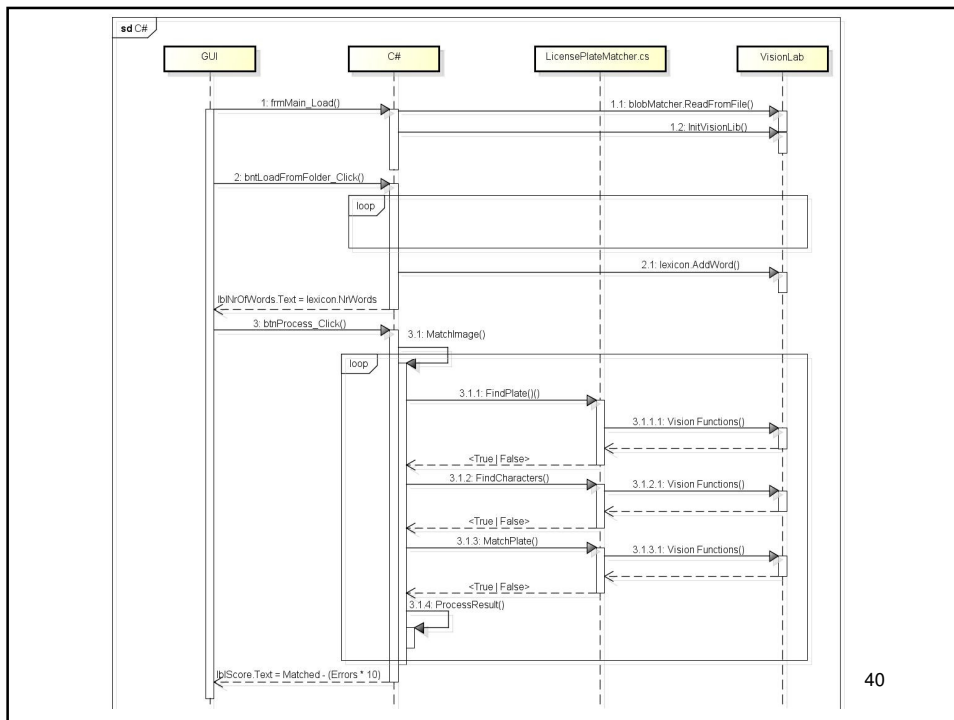 sd C#
GUI
C#
LicensePlateMatcher.cs
VisionLab
1: frmMain_Load()
1.1: blobMatcher.ReadFromFile()
1.2: InitVisionLib()
2: bntLoadFromFolder_Click()
loop
2.1: lexicon.AddWord()
lblNrOfWords.Text = lexicon.NrWords
3: btnProcess_Click()
3.1: MatchImage()
loop
3.1.1: FindPlate()()
3.1.1.1: Vision Functions()
<True | False>
3.1.2: FindCharacters()
3.1.2.1: Vision Functions()
<True | False>
3.1.3: MatchPlate()
3.1.3.1: Vision Functions()
<True | False>
3.1.4: ProcessResult()
lblScore.Text = Matched - (Errors * 10)
40